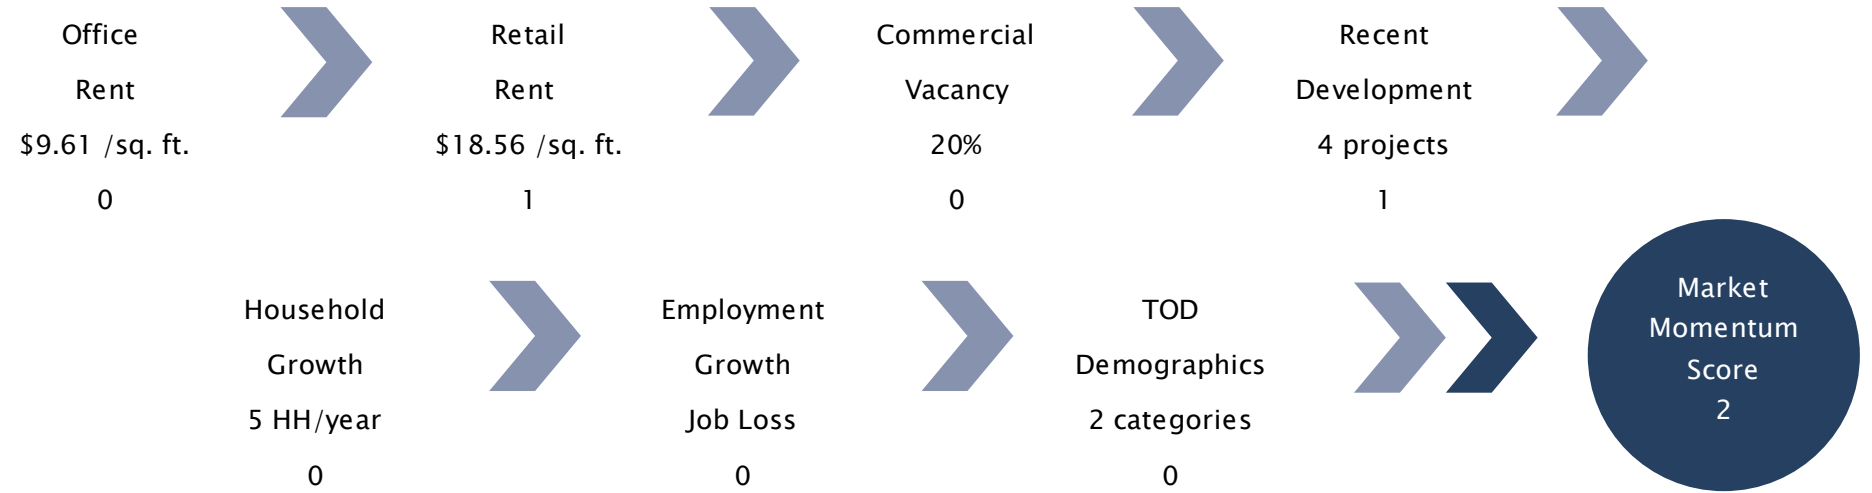 Office
Rent
$9.61 /sq. ft.
0
Retail
Rent
$18.56 /sq. ft.
1
Commercial
Vacancy
20%
0
Recent
Development
4 projects
1
Household
Growth
5 HH/year
0
Employment
Growth
Job Loss
0
TOD
Demographics
2 categories
0
Market
Momentum
Score
2